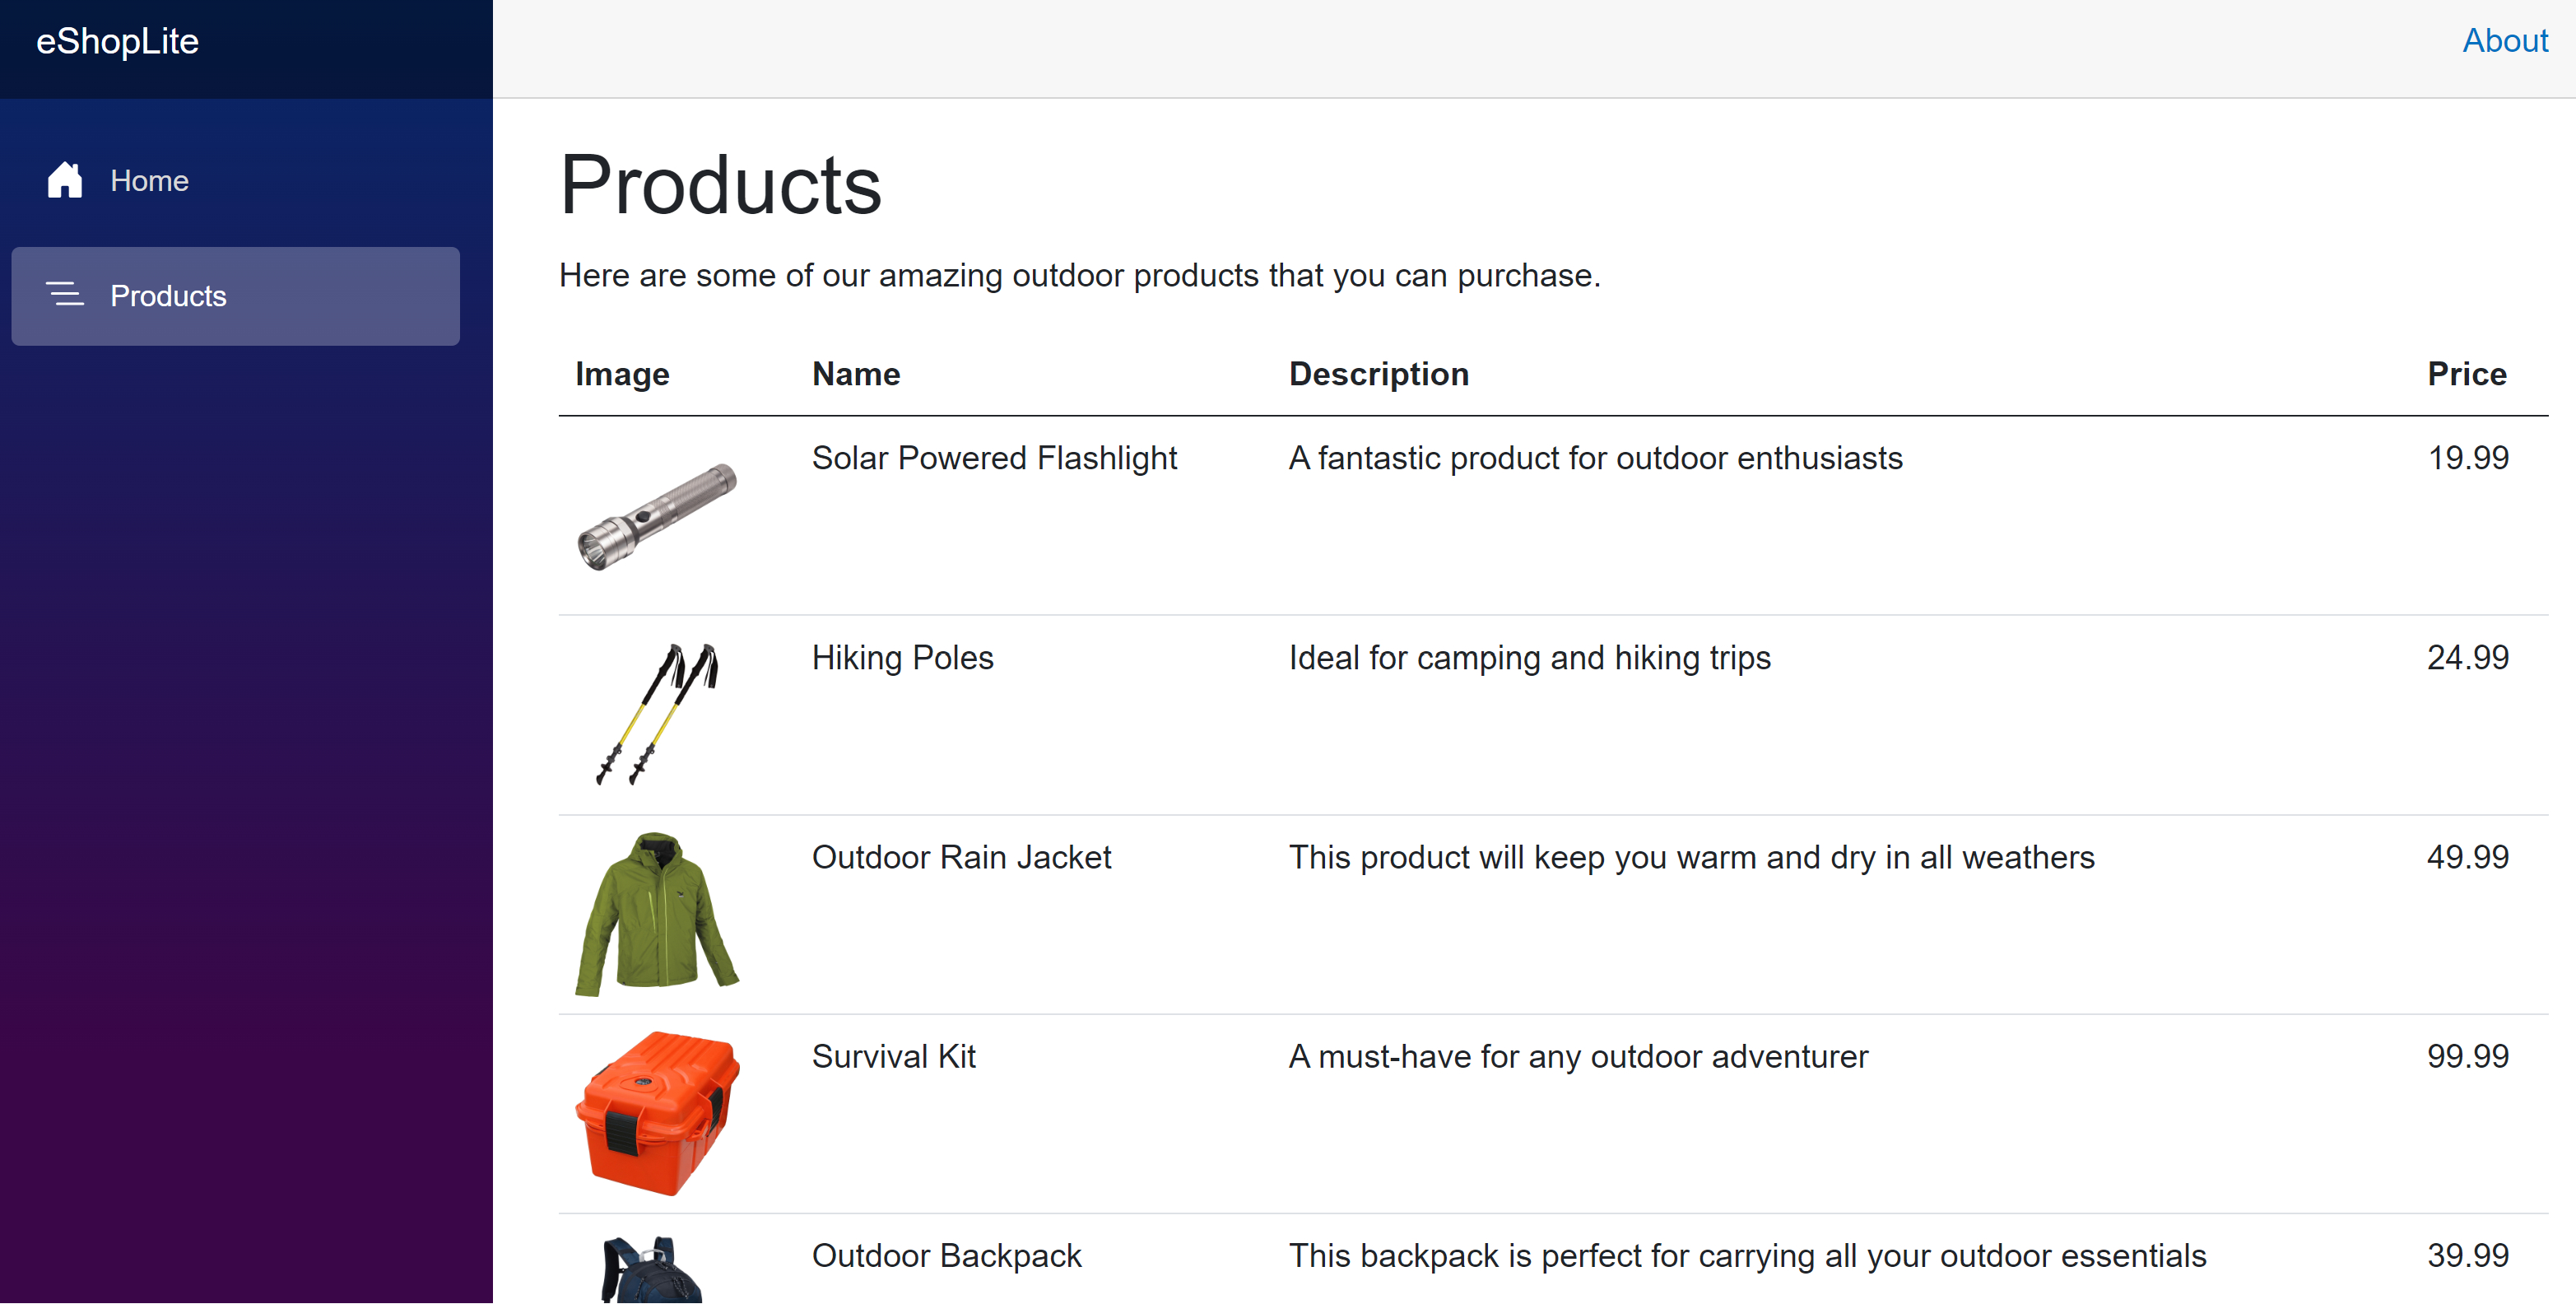 eShopLite
About
Home
Products
Products
Here are some of our amazing outdoor products that you can purchase.
Image Name Description Price
Solar Powered Flashlight A fantastic product for outdoor enthusiasts 19.99
Hiking Poles Ideal for camping and hiking trips 24.99
Outdoor Rain Jacket This product will keep you warm and dry in all weathers 49.99
Survival Kit A must-have for any outdoor adventurer 99.99
Outdoor Backpack This backpack is perfect for carrying all your outdoor essentials 39.99